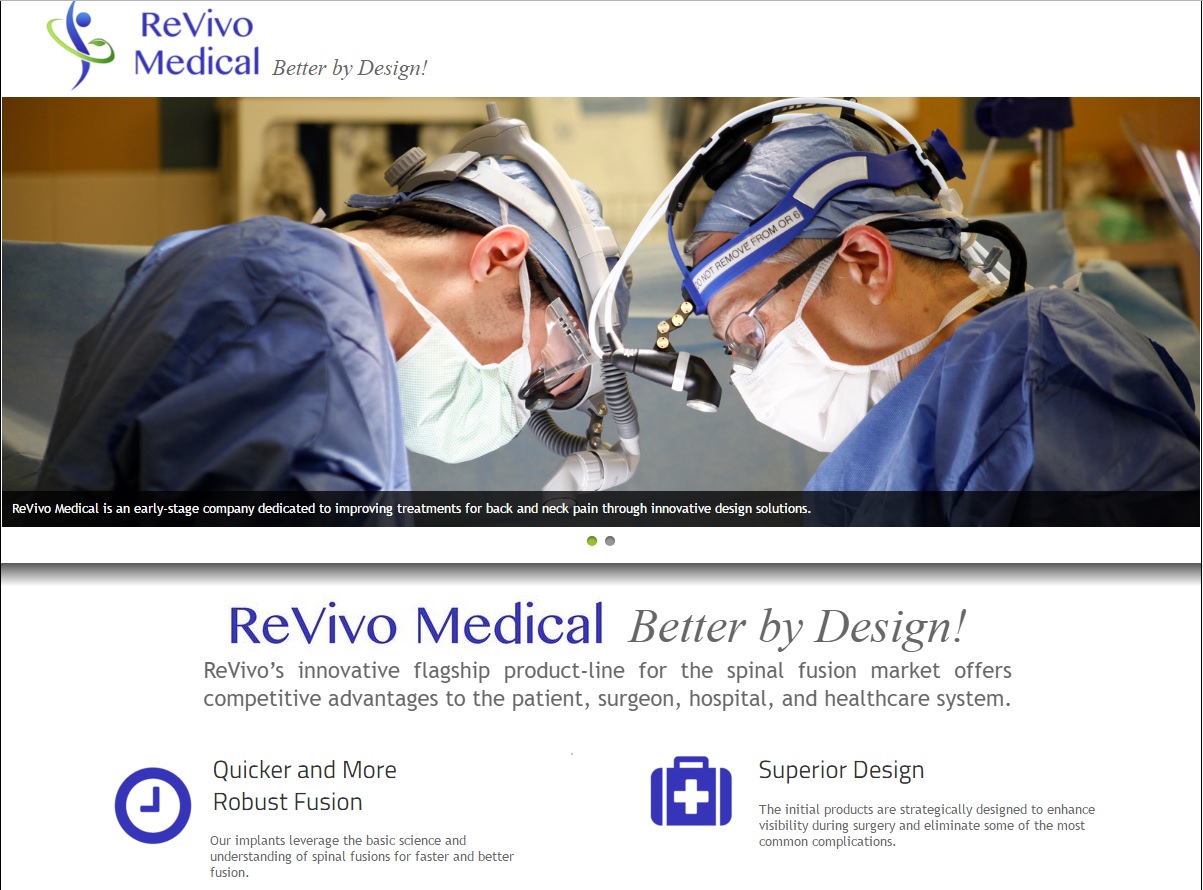 ReVivo
Medical Better by Design!
DO NOT REMOVE FROM OR 6
ReVivo Medical is an early-stage company dedicated to improving treatments for back and neck pain through innovative design solutions.
ReVivo Medical Better by Design!
ReVivo’s innovative flagship product-line for the spinal fusion market offers
competitive advantages to the patient, surgeon, hospital, and healthcare system.
Quicker and More
Robust Fusion
Our implants leverage the basic science and
understanding of spinal fusions for faster and better
fusion.
Superior Design
The initial products are strategically designed to enhance
visibility during surgery and eliminate some of the most
common complications.